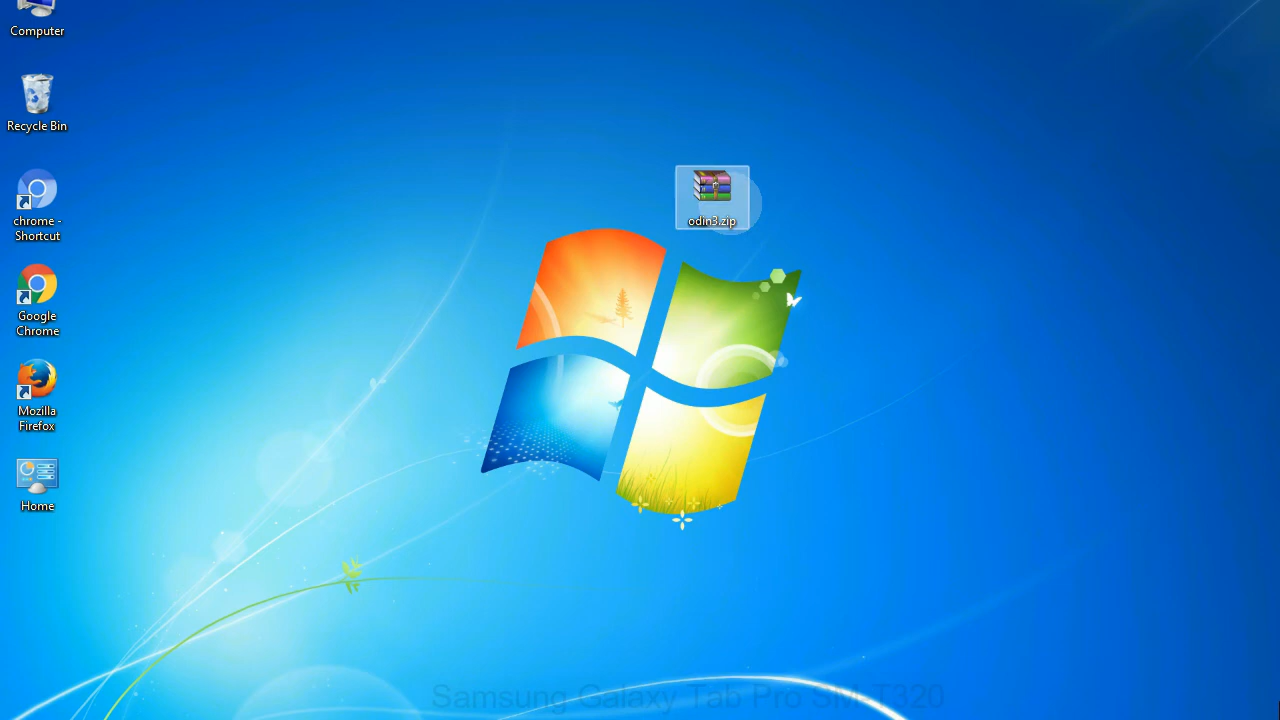 Computer
Recycle Bin
chrome -
Shortcut
Google
Chrome
Mozilla
Firefox
Home
odin3.zip
Samsung Galaxy Tab Pro SM-T320